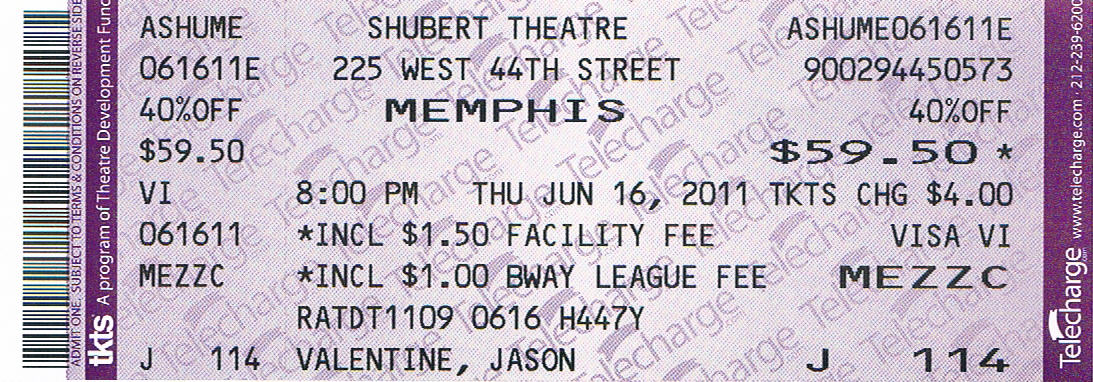 ADMIT ONE. SUBJECT TO TERMS & CONDITIONS ON REVERSE SIDE
tkts A program of Theatre Development Fund
ASHUME SHUBERT THEATRE ASHUME061611E
061611E 225 WEST 44TH STREET 900294450573
40%OFF MEMPHIS 40%OFF
$59.50 $59.50 *
VI 8:00 PM THU JUN 16, 2011 TKTS CHG $4.00
061611 *INCL $1.50 FACILITY FEE VISA VI
MEZZC *INCL $1.00 BWAY LEAGUE FEE MEZZC
RATDT1109 0616 H447Y
J 114 VALENTINE, JASON J 114
Telecharge.com www.telecharge.com · 212-239-6200